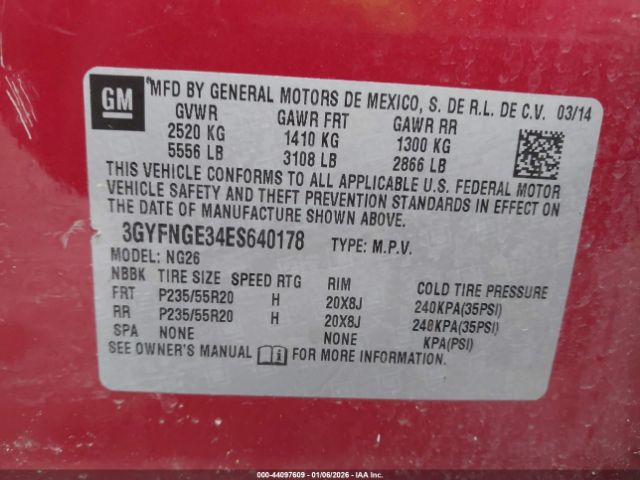 GM
MFD BY GENERAL MOTORS DE MEXICO, S. DE R.L. DE C.V. 03/14
GVWR GAWR FRT GAWR RR
2520 KG 1410 KG 1300 KG
5556 LB 3108 LB 2866 LB
THIS VEHICLE CONFORMS TO ALL APPLICABLE U.S. FEDERAL MOTOR
VEHICLE SAFETY AND THEFT PREVENTION STANDARDS IN EFFECT ON
THE DATE OF MANUFACTURE SHOWN ABOVE.
3GYFNGE34ES640178 TYPE: M.P.V.
MODEL: NG26
NBBK TIRE SIZE SPEED RTG RIM COLD TIRE PRESSURE
FRT P235/55R20 H 20X8J 240KPA(35PSI)
RR P235/55R20 H 20X8J 240KPA(35PSI)
SPA NONE NONE KPA(PSI)
SEE OWNER'S MANUAL FOR MORE INFORMATION.
000-44097609 - 01/06/2026 - IAA Inc.